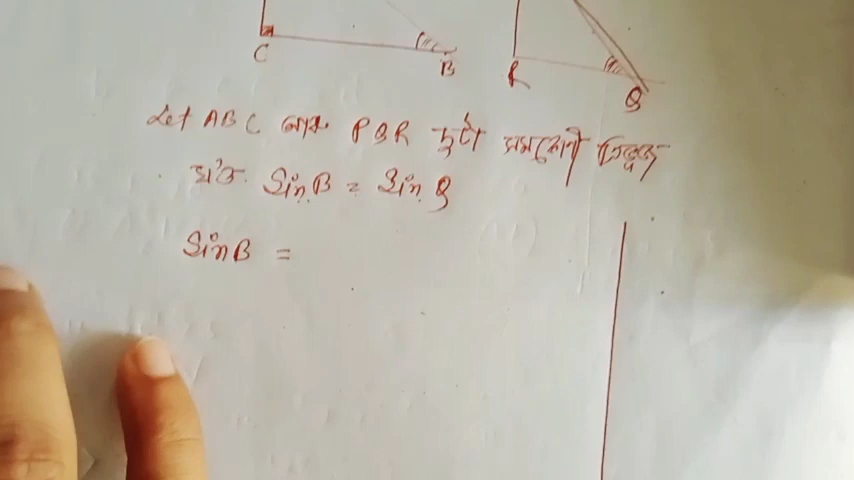 C B R Q
Let ABC আৰু PQR দুটা সমকোণী ত্ৰিভুজ
য'ত Sin B = Sin Q
Sin B =